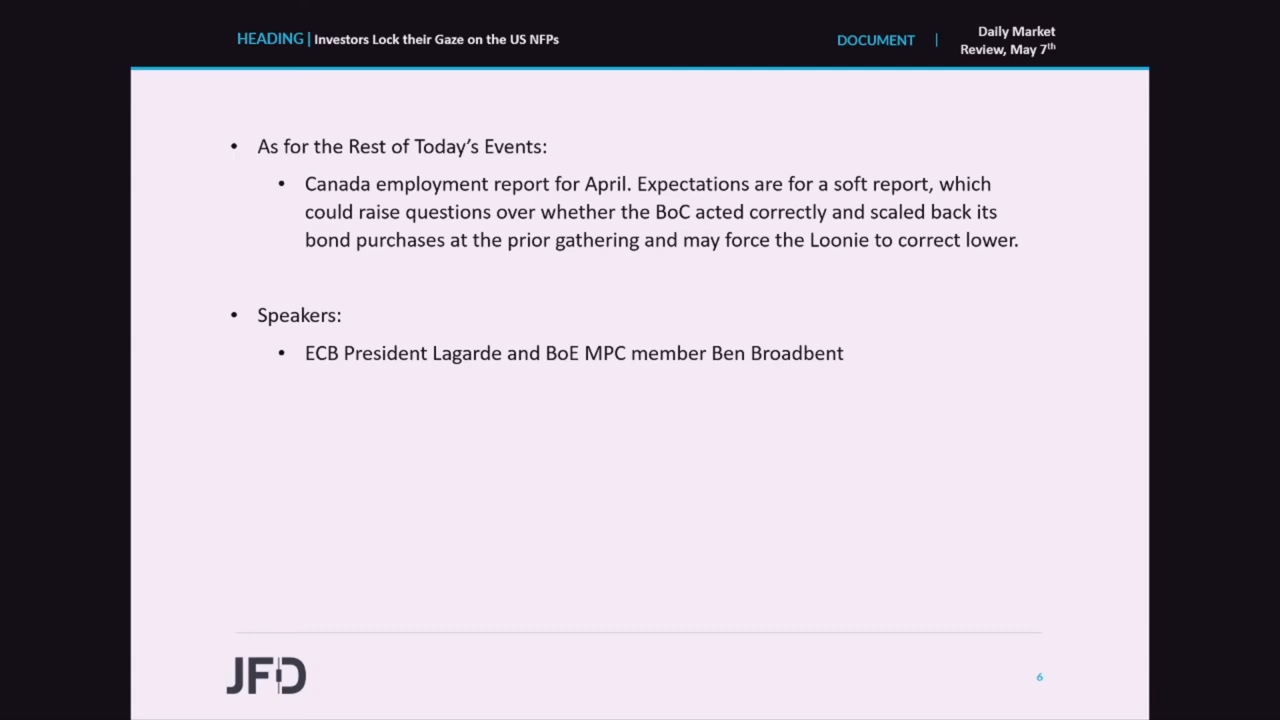 HEADING | Investors Lock their Gaze on the US NFPs
DOCUMENT | Daily Market
Review, May 7th
• As for the Rest of Today's Events:
• Canada employment report for April. Expectations are for a soft report, which
could raise questions over whether the BoC acted correctly and scaled back its
bond purchases at the prior gathering and may force the Loonie to correct lower.
• Speakers:
• ECB President Lagarde and BoE MPC member Ben Broadbent
JFD
6